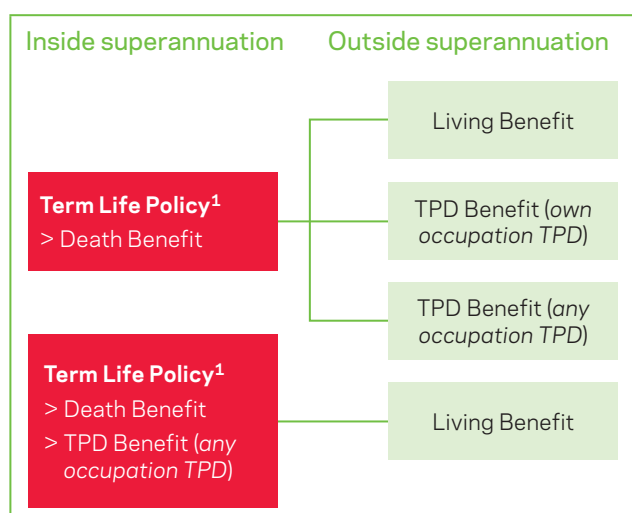 Inside superannuation
Outside superannuation
Living Benefit
Term Life Policy1
> Death Benefit
TPD Benefit (own
occupation TPD)
TPD Benefit (any
occupation TPD)
Term Life Policy1
> Death Benefit
> TPD Benefit (any
occupation TPD)
Living Benefit